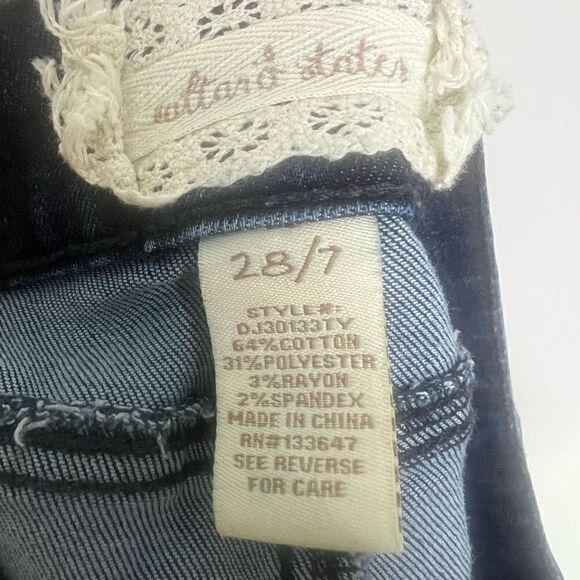 altar'd state
28/7
STYLE#:
DJ30133TY
64%COTTON
31%POLYESTER
3%RAYON
2%SPANDEX
MADE IN CHINA
RN#133647
SEE REVERSE
FOR CARE